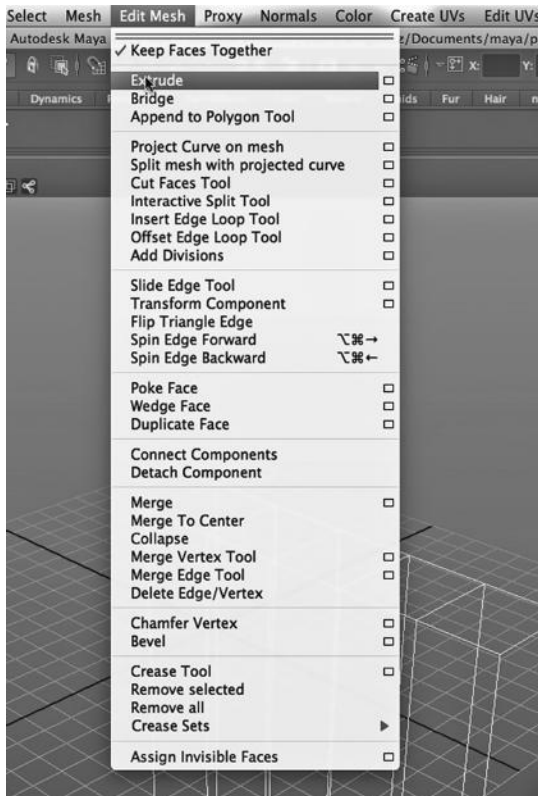 Select Mesh Edit Mesh Proxy Normals Color Create UVs Edit UVs
Autodesk Maya z/Documents/maya/p
✓ Keep Faces Together
X: Y:
Extrude
Dynamics Fur Hair
Bridge
Append to Polygon Tool
Project Curve on mesh
Split mesh with projected curve
Cut Faces Tool
Interactive Split Tool
Insert Edge Loop Tool
Offset Edge Loop Tool
Add Divisions
Slide Edge Tool
Transform Component
Flip Triangle Edge
Spin Edge Forward ⌥⌘→
Spin Edge Backward ⌥⌘←
Poke Face
Wedge Face
Duplicate Face
Connect Components
Detach Component
Merge
Merge To Center
Collapse
Merge Vertex Tool
Merge Edge Tool
Delete Edge/Vertex
Chamfer Vertex
Bevel
Crease Tool
Remove selected
Remove all
Crease Sets ▶
Assign Invisible Faces